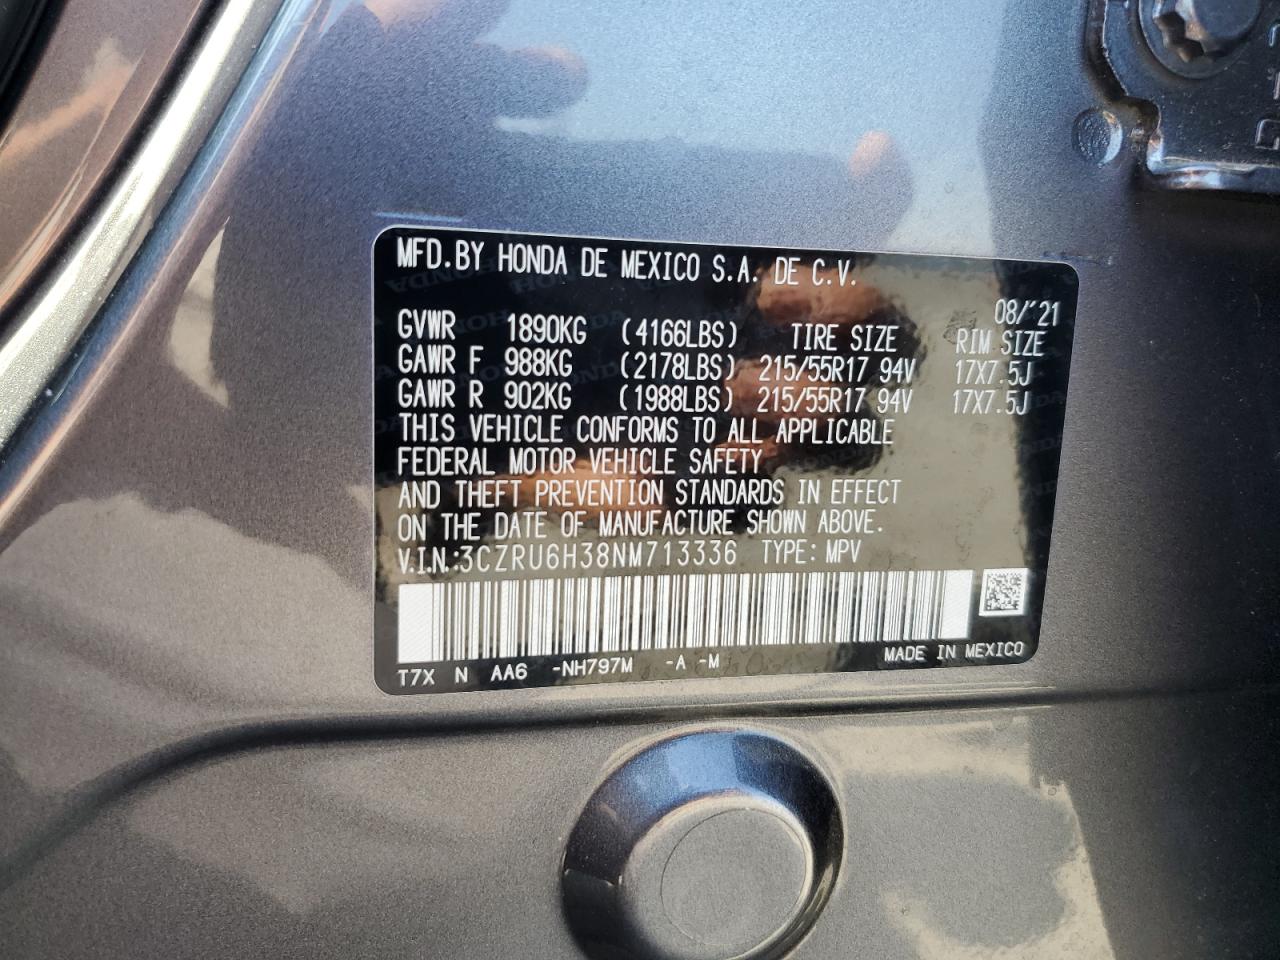 MFD.BY HONDA DE MEXICO S.A. DE C.V.
08/'21
GVWR 1890KG (4166LBS) TIRE SIZE RIM SIZE
GAWR F 988KG (2178LBS) 215/55R17 94V 17X7.5J
GAWR R 902KG (1988LBS) 215/55R17 94V 17X7.5J
THIS VEHICLE CONFORMS TO ALL APPLICABLE
FEDERAL MOTOR VEHICLE SAFETY
AND THEFT PREVENTION STANDARDS IN EFFECT
ON THE DATE OF MANUFACTURE SHOWN ABOVE.
V.I.N.:3CZRU6H38NM713336 TYPE: MPV
T7X N AA6 -NH797M -A -M MADE IN MEXICO